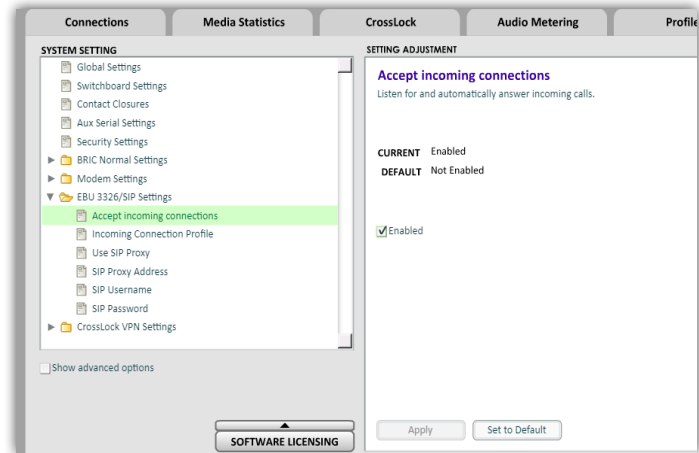 Connections Media Statistics CrossLock Audio Metering Profile
SYSTEM SETTING
Global Settings
Switchboard Settings
Contact Closures
Aux Serial Settings
Security Settings
BRIC Normal Settings
Modem Settings
EBU 3326/SIP Settings
Accept incoming connections
Incoming Connection Profile
Use SIP Proxy
SIP Proxy Address
SIP Username
SIP Password
CrossLock VPN Settings
Show advanced options
SOFTWARE LICENSING
SETTING ADJUSTMENT
Accept incoming connections
Listen for and automatically answer incoming calls.
CURRENT Enabled
DEFAULT Not Enabled
Enabled
Apply Set to Default